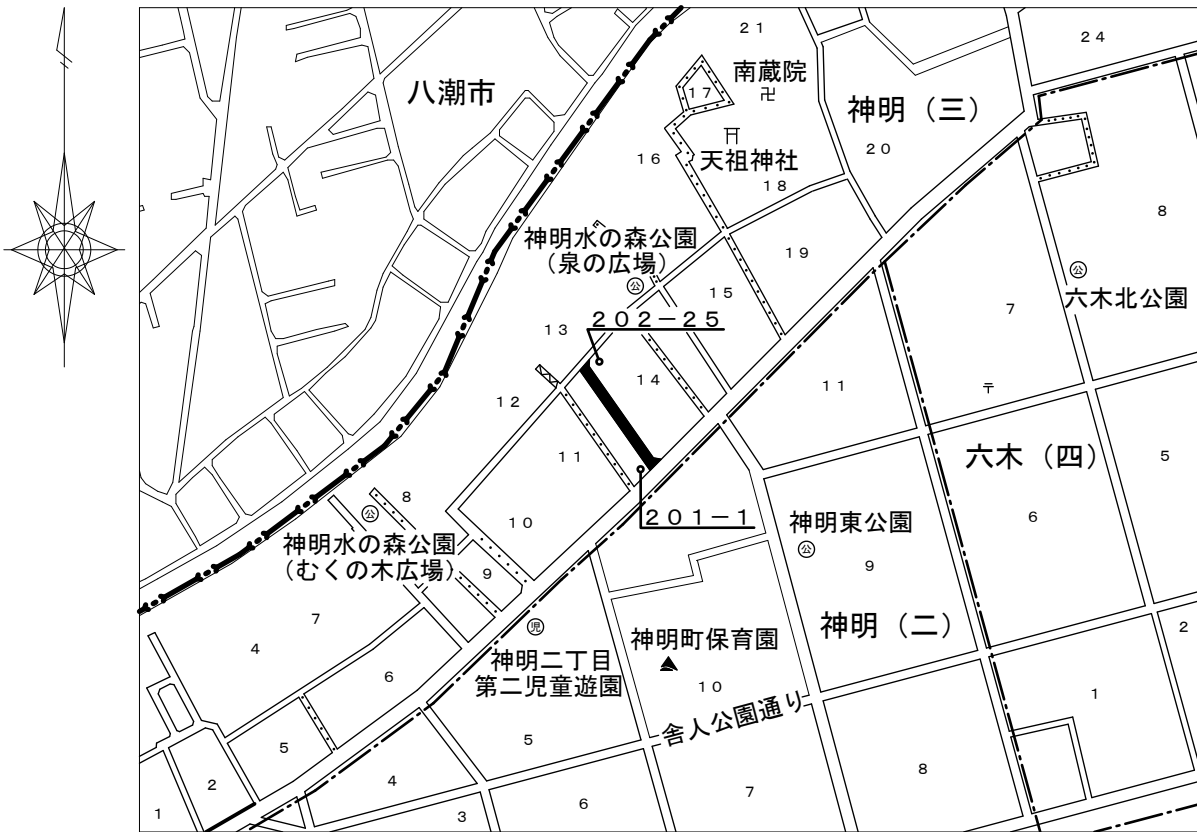 21
24
南蔵院
卍
八潮市
17
神明（三）
20
16
天祖神社
18
8
神明水の森公園
（泉の広場）
公
19
15
公
六木北公園
7
13
202－25
14
11
〒
12
11
六木（四）
5
10
201－1
6
8
公
神明水の森公園
（むくの木広場）
神明東公園
公
9
9
7
4
児
神明二丁目
第二児童遊園
神明町保育園
神明（二）
2
6
10
1
舎人公園通り
5
5
8
2
4
7
6
3
1